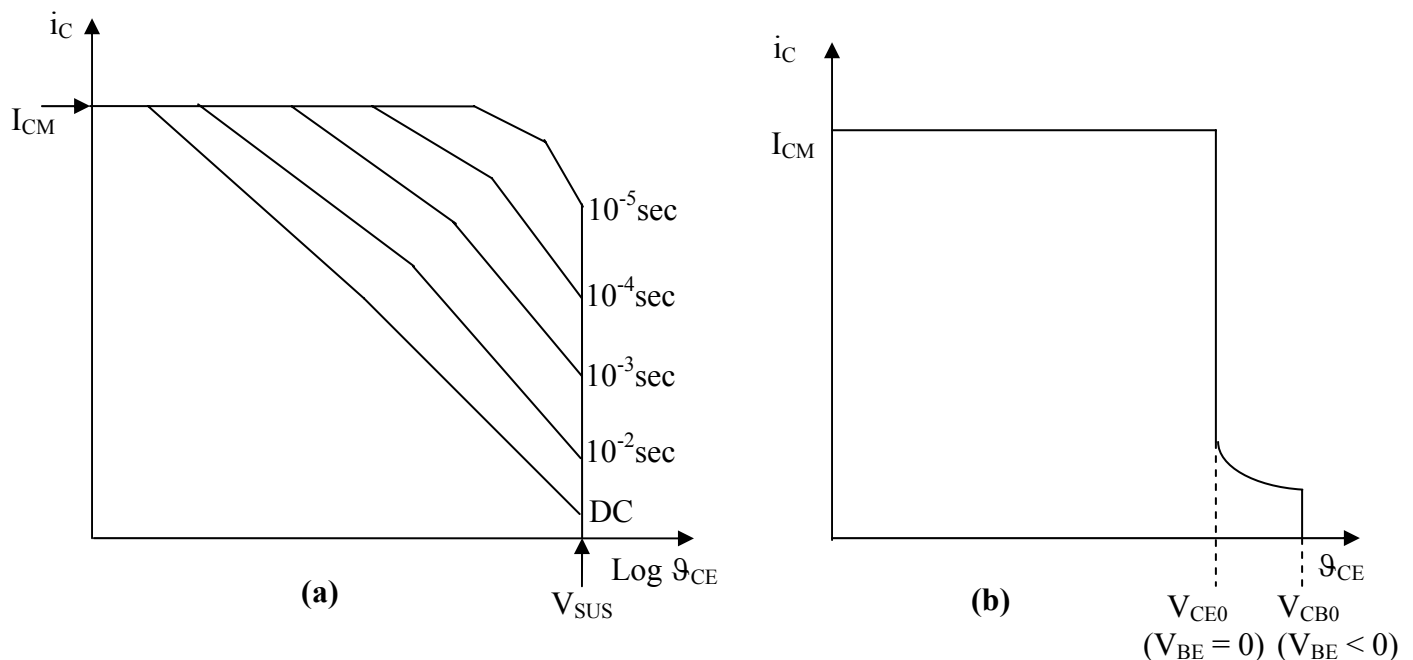 i_C
I_CM
10⁻⁵sec
10⁻⁴sec
10⁻³sec
10⁻²sec
DC
Log ϑ_CE
V_SUS
(a)
i_C
I_CM
ϑ_CE
V_CE0 V_CB0
(V_BE = 0) (V_BE < 0)
(b)